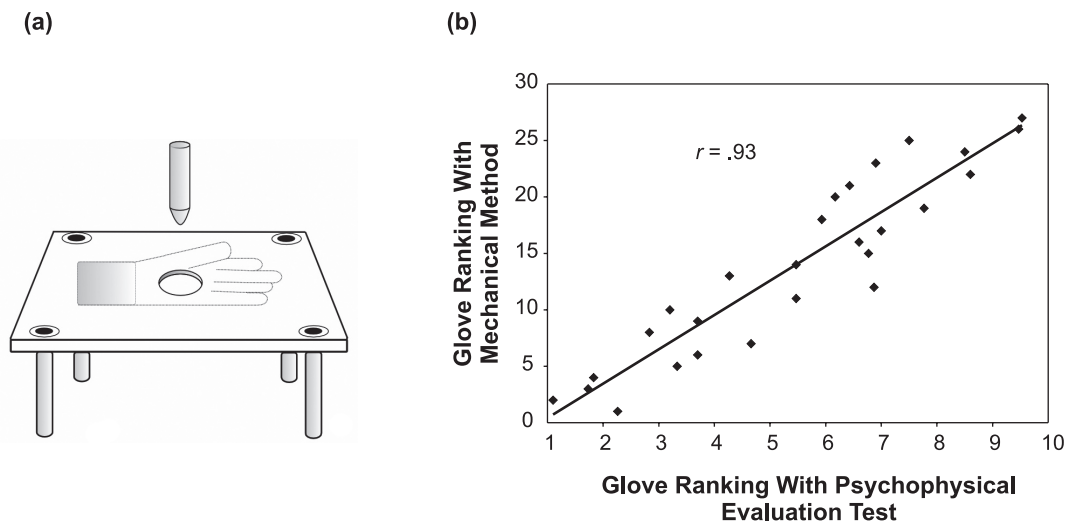 (a)
(b)
Glove Ranking With
Mechanical Method
30
25
20
15
10
5
0
r = .93
1 2 3 4 5 6 7 8 9 10
Glove Ranking With Psychophysical
Evaluation Test